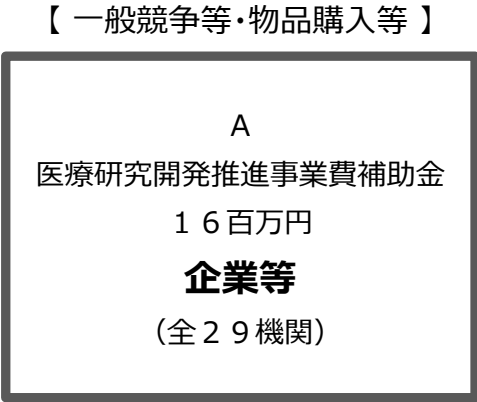 【 一般競争等・物品購入等 】
A
医療研究開発推進事業費補助金
１６百万円
企業等
（全２９機関）